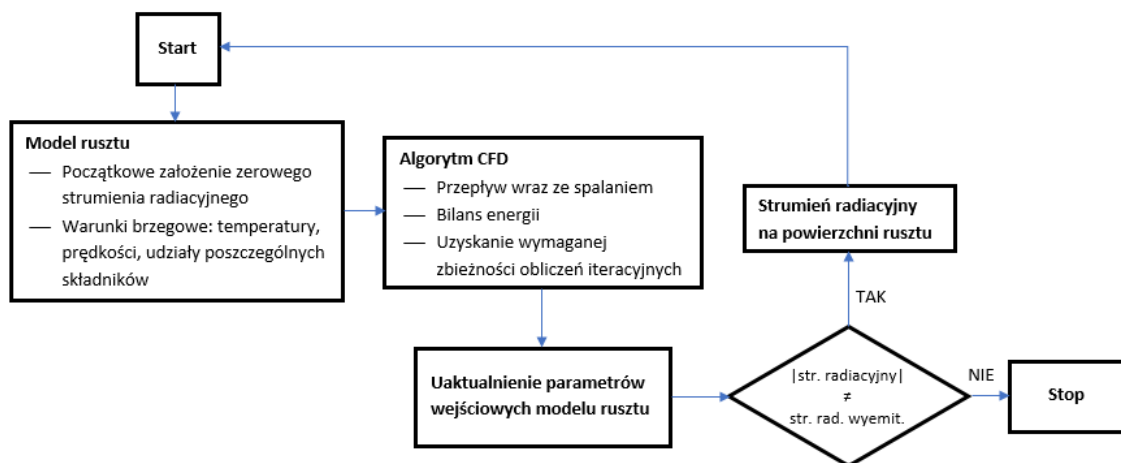 Start
Model rusztu
— Początkowe założenie zerowego
strumienia radiacyjnego
— Warunki brzegowe: temperatury,
prędkości, udziały poszczególnych
składników
Algorytm CFD
— Przepływ wraz ze spalaniem
— Bilans energii
— Uzyskanie wymaganej
zbieżności obliczeń iteracyjnych
Strumień radiacyjny
na powierzchni rusztu
TAK
Uaktualnienie parametrów
wejściowych modelu rusztu
|str. radiacyjny|
≠
str. rad. wyemit.
NIE
Stop